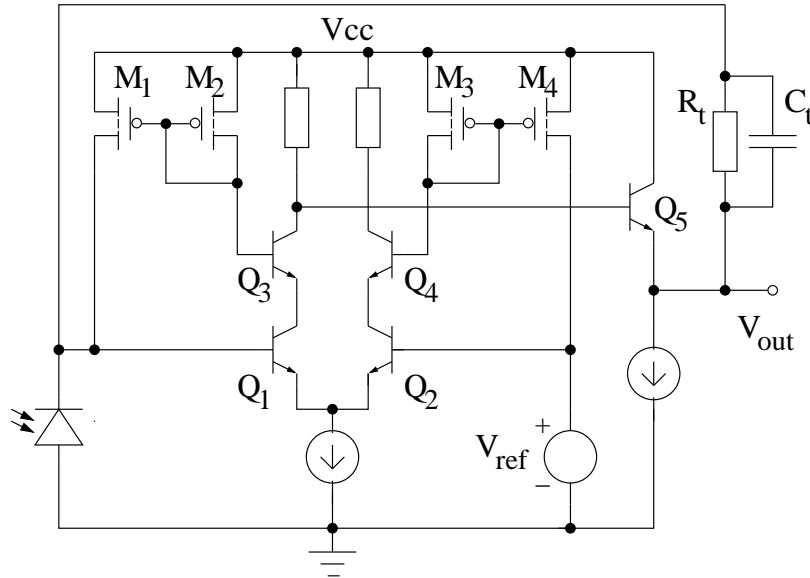 Vcc
M1 M2 M3 M4
Rt Ct
Q5
Q3 Q4
Vout
Q1 Q2
Vref
+
−